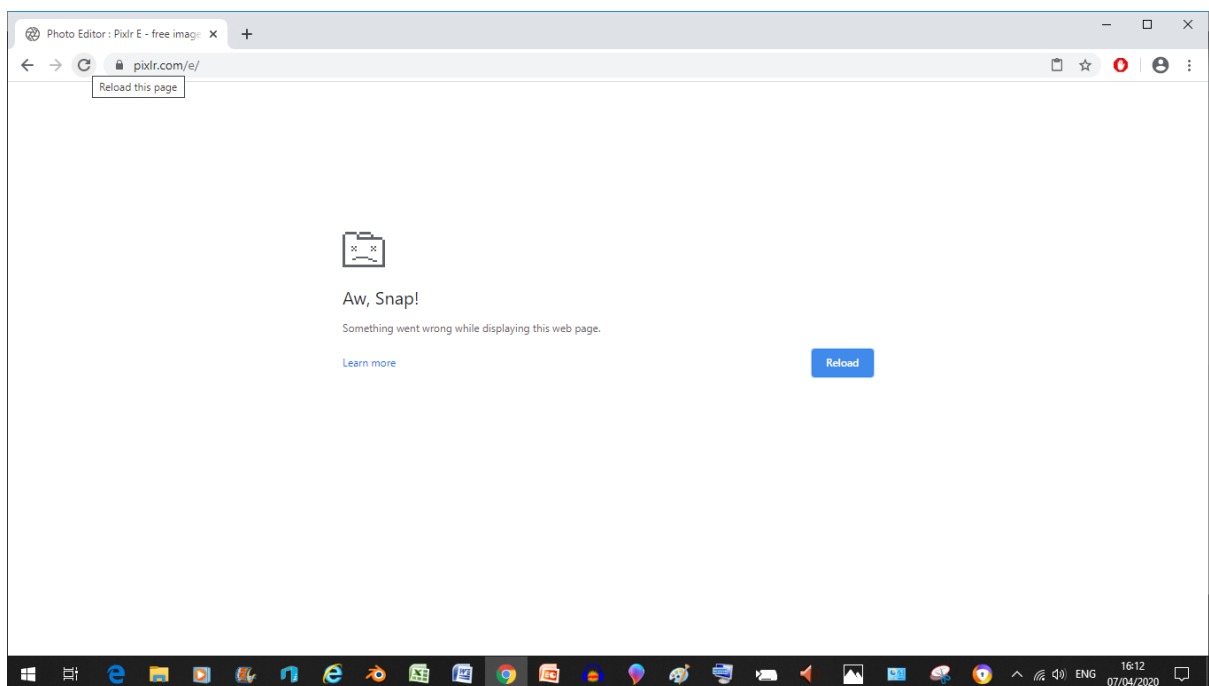 Photo Editor : Pixlr E - free image
pixlr.com/e/
Reload this page
Aw, Snap!
Something went wrong while displaying this web page.
Learn more
Reload
ENG
16:12
07/04/2020